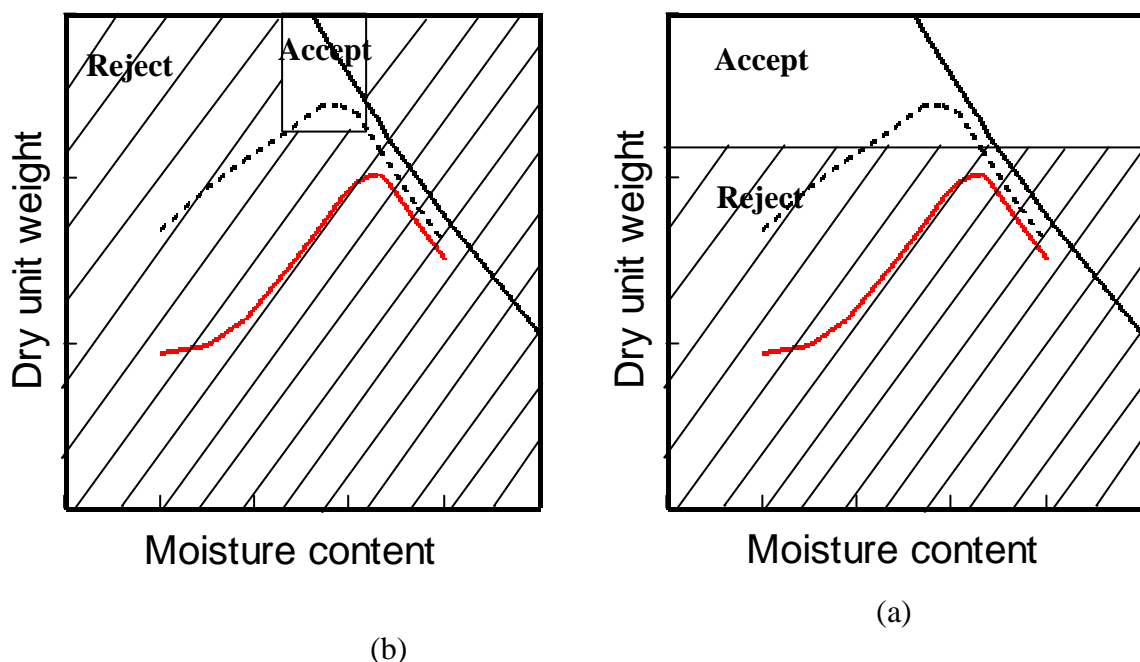 Reject
Accept
Dry unit weight
Moisture content
(b)
Accept
Reject
Dry unit weight
Moisture content
(a)